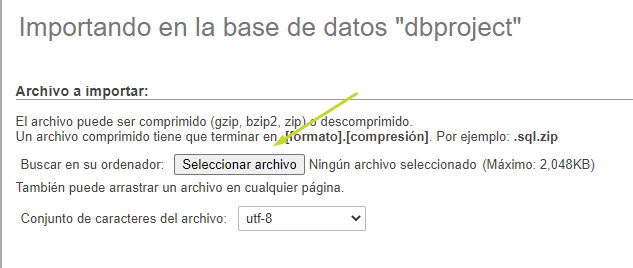 Importando en la base de datos "dbproject"
Archivo a importar:
El archivo puede ser comprimido (gzip, bzip2, zip) o descomprimido.
Un archivo comprimido tiene que terminar en .[formato].[compresión]. Por ejemplo: .sql.zip
Buscar en su ordenador: Seleccionar archivo Ningún archivo seleccionado (Máximo: 2,048KB)
También puede arrastrar un archivo en cualquier página.
Conjunto de caracteres del archivo: utf-8